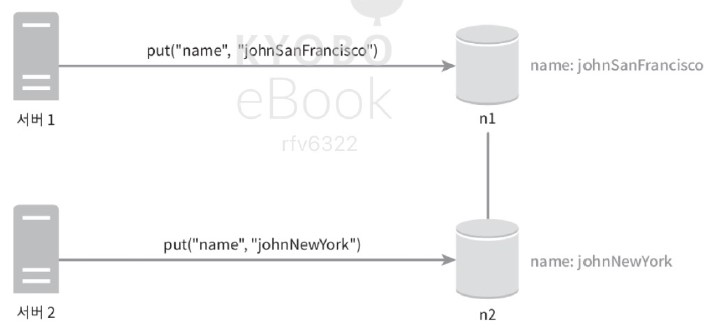 put("name", "johnSanFrancisco")
KYOBO
eBook
rfv6322
name: johnSanFrancisco
서버 1
n1
put("name", "johnNewYork")
name: johnNewYork
서버 2
n2